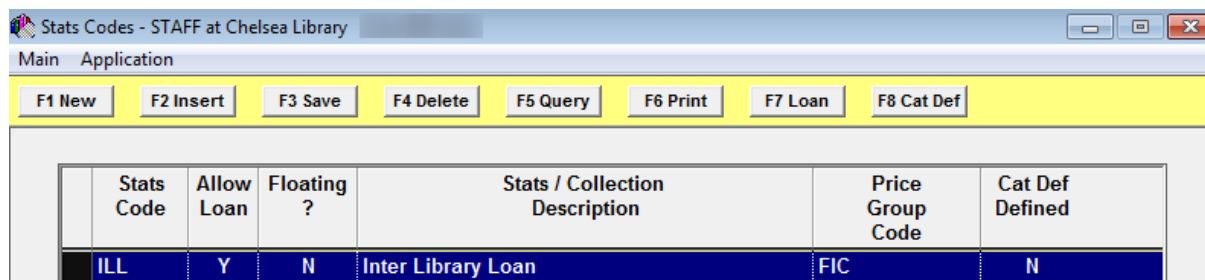 Stats Codes - STAFF at Chelsea Library
Main Application
F1 New F2 Insert F3 Save F4 Delete F5 Query F6 Print F7 Loan F8 Cat Def
Stats Allow Floating Stats / Collection Price Cat Def
Code Loan ? Description Group Defined
Code
ILL Y N Inter Library Loan FIC N